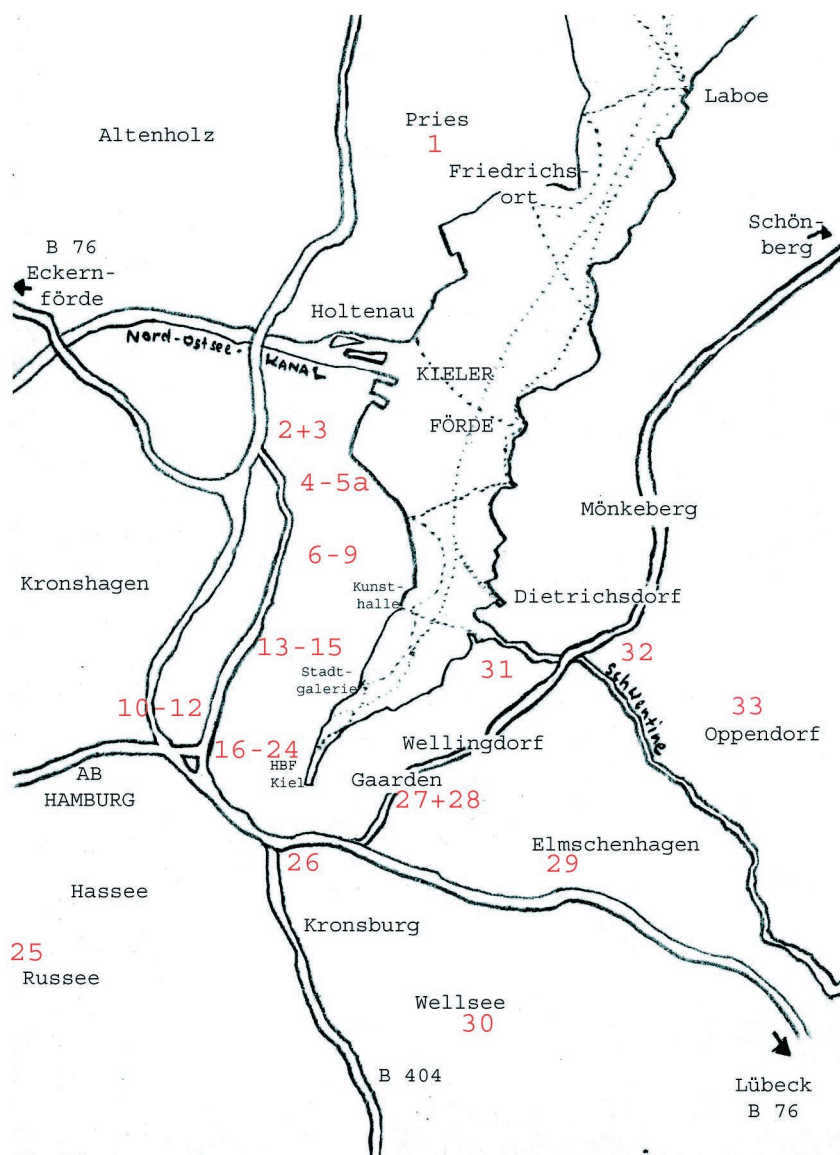 Laboe
Altenholz
Pries
1
Friedrichs-
ort
Schön-
berg
B 76
Eckern-
förde
Holtenau
Nord-Ostsee-
KANAL
KIELER
FÖRDE
2+3
4-5a
Mönkeberg
6-9
Kronshagen
Kunst-
halle
Dietrichsdorf
13-15
31
32
Stadt-
galerie
Schwentine
10-12
33
Oppendorf
16-24
Wellingdorf
HBF
Kiel
AB
HAMBURG
Gaarden
27+28
26
Elmschenhagen
29
Hassee
Kronsburg
25
Russee
Wellsee
30
B 404
Lübeck
B 76